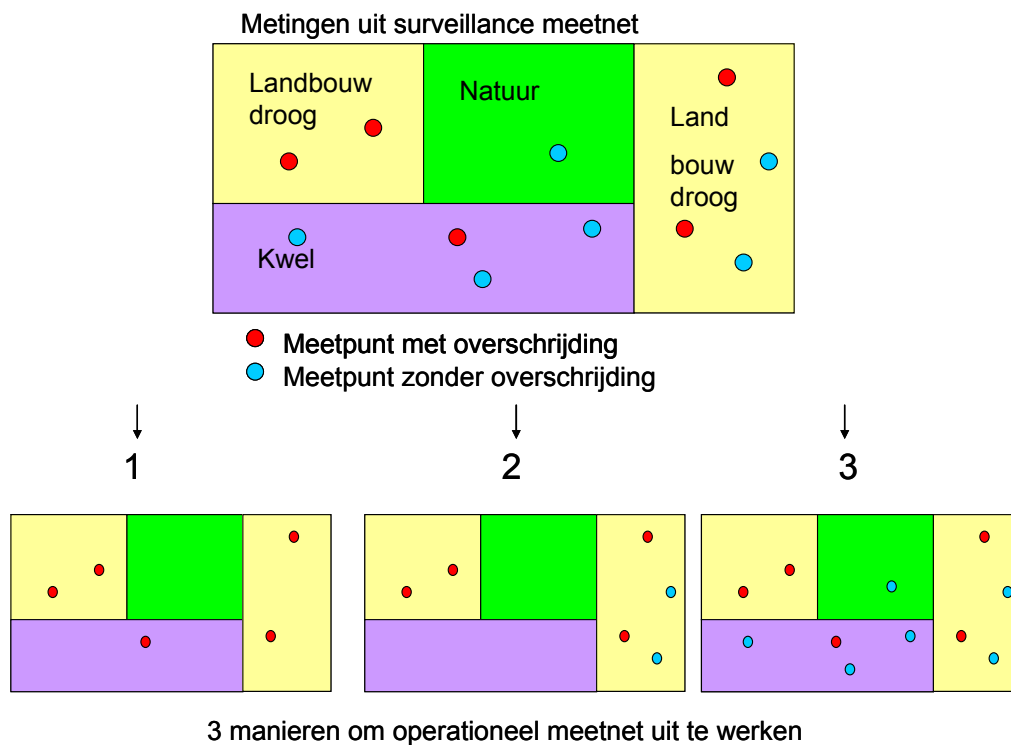 Metingen uit surveillance meetnet
Landbouw
droog
Natuur
Land
bouw
droog
Kwel
Meetpunt met overschrijding
Meetpunt zonder overschrijding
1
2
3
3 manieren om operationeel meetnet uit te werken